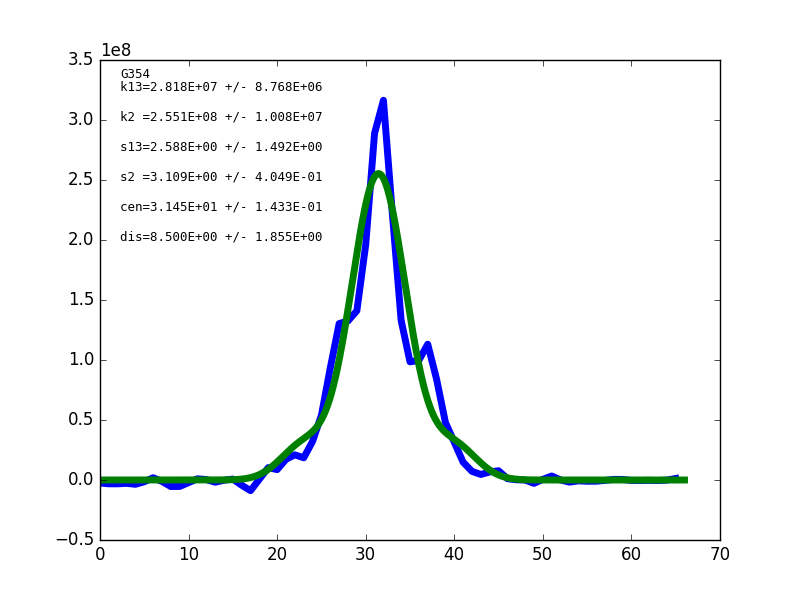 1e8
G354
k13=2.818E+07 +/- 8.768E+06
k2 =2.551E+08 +/- 1.008E+07
s13=2.588E+00 +/- 1.492E+00
s2 =3.109E+00 +/- 4.049E-01
cen=3.145E+01 +/- 1.433E-01
dis=8.500E+00 +/- 1.855E+00
3.5
3.0
2.5
2.0
1.5
1.0
0.5
0.0
−0.5
0 10 20 30 40 50 60 70